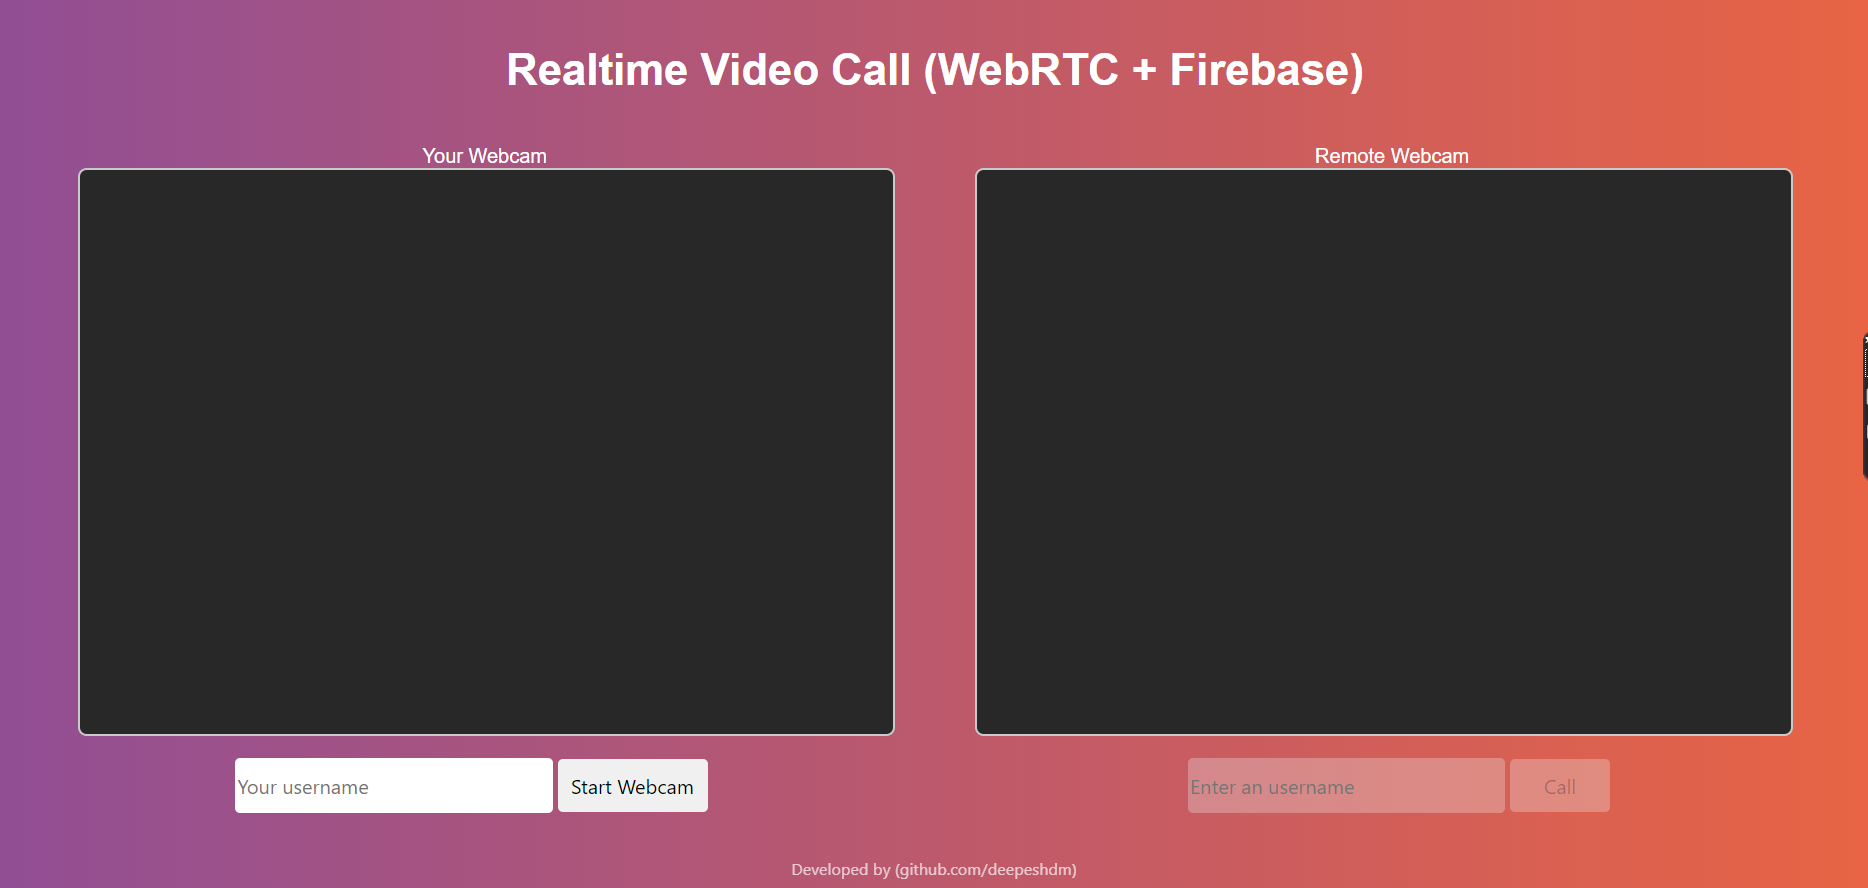 Realtime Video Call (WebRTC + Firebase)
Your Webcam
Remote Webcam
Your username
Start Webcam
Enter an username
Call
Developed by (github.com/deepeshdm)